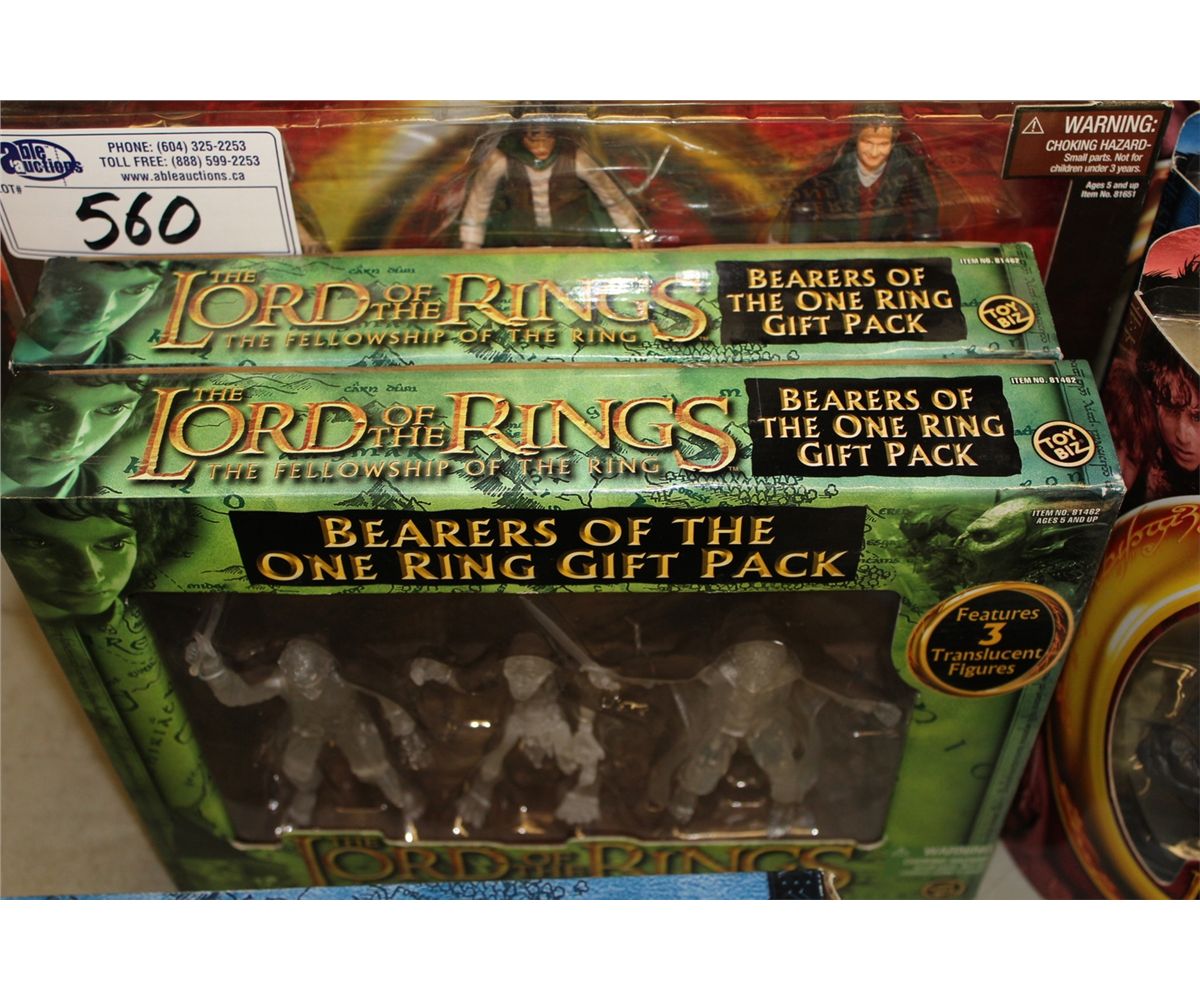 able auctions
PHONE: (604) 325-2253
TOLL FREE: (888) 599-2253
www.ableauctions.ca
LOT#
560
WARNING:
CHOKING HAZARD-
Small parts. Not for
children under 3 years.
Ages 5 and up
Item No. 81651
THE
LORD OF THE RINGS
THE FELLOWSHIP OF THE RING
BEARERS OF
THE ONE RING
GIFT PACK
ITEM NO. 81462
TOY
BIZ
THE
LORD OF THE RINGS
THE FELLOWSHIP OF THE RING
™
BEARERS OF
THE ONE RING
GIFT PACK
ITEM NO. 81462
TOY
BIZ
BEARERS OF THE
ONE RING GIFT PACK
ITEM NO. 81462
AGES 5 AND UP
Features
3
Translucent
Figures
THE
LORD OF THE RINGS
WARNING